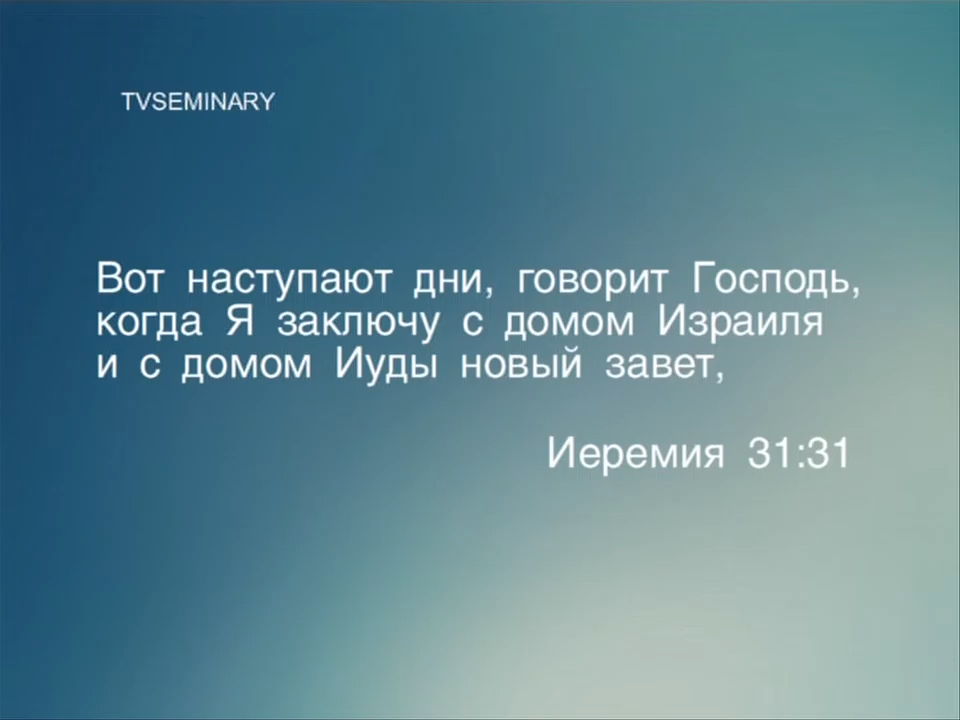 TVSEMINARY
Вот наступают дни, говорит Господь,
когда Я заключу с домом Израиля
и с домом Иуды новый завет,
Иеремия 31:31